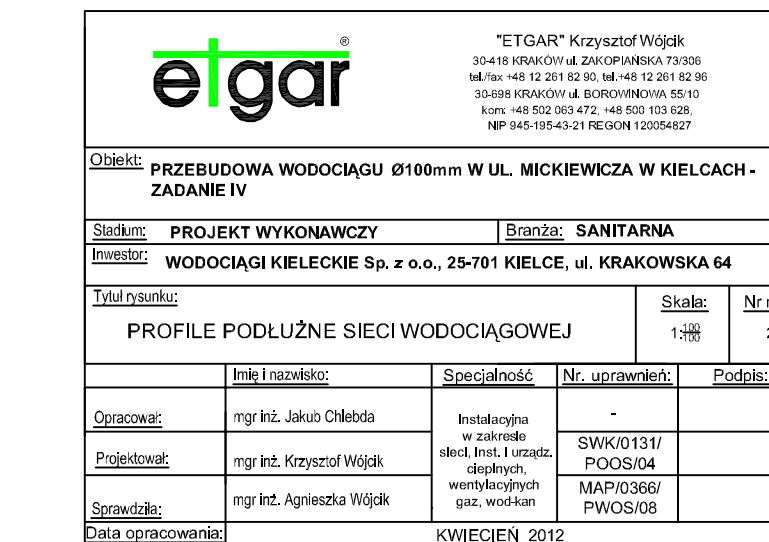 etgar ®
"ETGAR" Krzysztof Wójcik
30-418 KRAKÓW ul. ZAKOPIAŃSKA 73/306
tel./fax +48 12 261 82 90, tel.+48 12 261 82 96
30-698 KRAKÓW ul. BOROWINOWA 55/10
kom: +48 502 063 472, +48 500 103 628,
NIP 945-195-43-21 REGON 120054827
Obiekt: PRZEBUDOWA WODOCIĄGU Ø100mm W UL. MICKIEWICZA W KIELCACH -
ZADANIE IV
Stadium: PROJEKT WYKONAWCZY Branża: SANITARNA
Inwestor: WODOCIĄGI KIELECKIE Sp. z o.o., 25-701 KIELCE, ul. KRAKOWSKA 64
Tytuł rysunku: Skala: Nr
PROFILE PODŁUŻNE SIECI WODOCIĄGOWEJ 1:100/100
Imię i nazwisko: Specjalność Nr. uprawnień: Podpis:
Opracował: mgr inż. Jakub Chlebda -
Projektował: mgr inż. Krzysztof Wójcik SWK/0131/
POOS/04
Sprawdziła: mgr inż. Agnieszka Wójcik MAP/0366/
PWOS/08
Instalacyjna
w zakresie
sieci, Inst. I urządz.
cieplnych,
wentylacyjnych
gaz, wod-kan
Data opracowania: KWIECIEŃ 2012